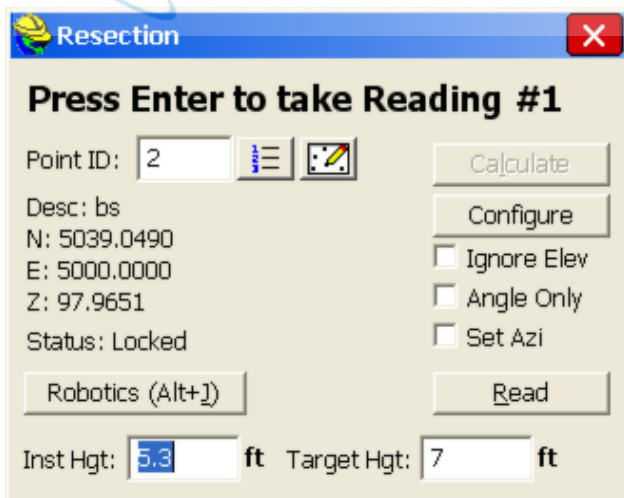 Resection
Press Enter to take Reading #1
Point ID: 2
Calculate
Desc: bs
Configure
N: 5039.0490
Ignore Elev
E: 5000.0000
Angle Only
Z: 97.9651
Set Azi
Status: Locked
Robotics (Alt+J)
Read
Inst Hgt: 5.3 ft Target Hgt: 7 ft